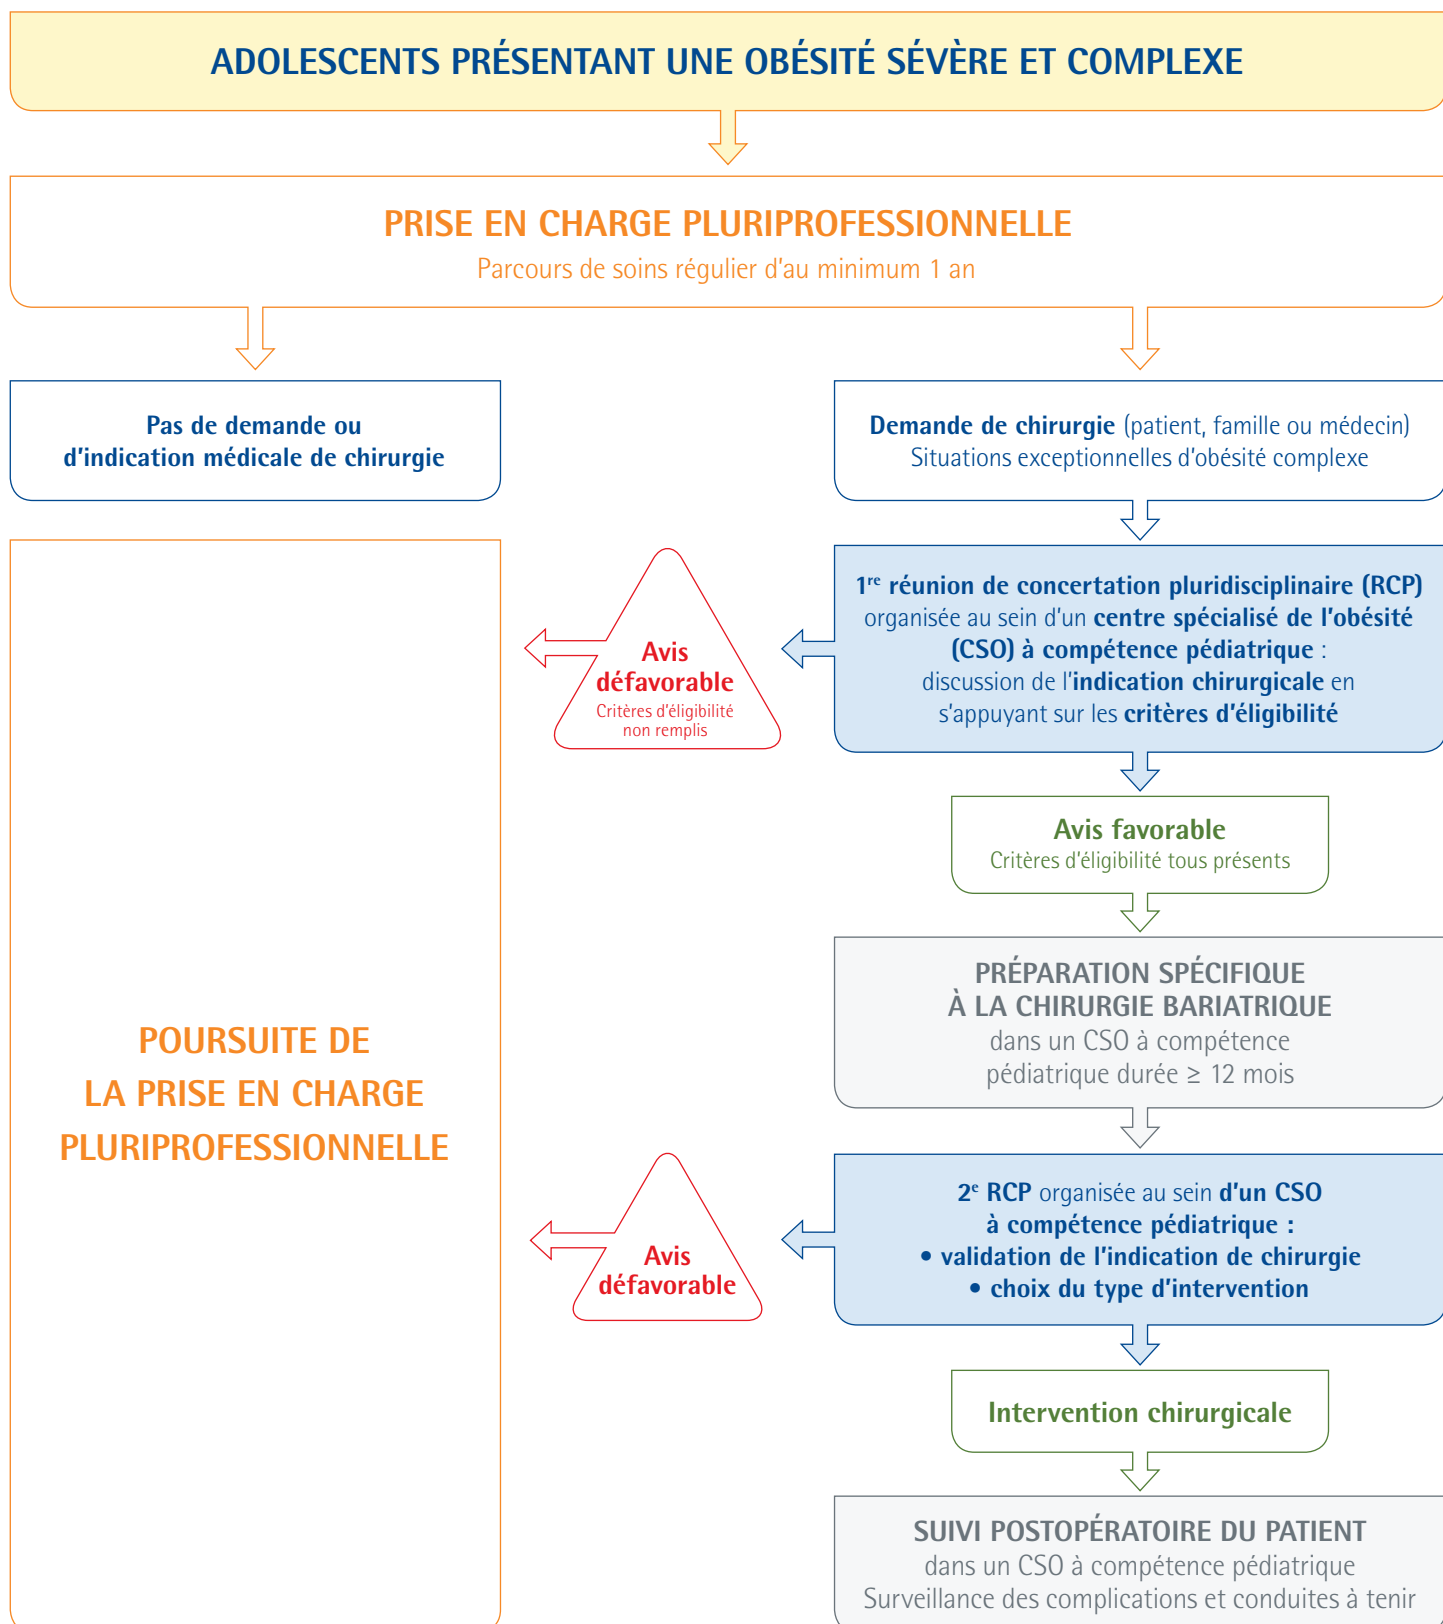 ADOLESCENTS PRÉSENTANT UNE OBÉSITÉ SÉVÈRE ET COMPLEXE
PRISE EN CHARGE PLURIPROFESSIONNELLE
Parcours de soins régulier d'au minimum 1 an
Pas de demande ou
d'indication médicale de chirurgie
Demande de chirurgie (patient, famille ou médecin)
Situations exceptionnelles d'obésité complexe
1re réunion de concertation pluridisciplinaire (RCP)
organisée au sein d'un centre spécialisé de l'obésité
(CSO) à compétence pédiatrique :
discussion de l'indication chirurgicale en
s'appuyant sur les critères d'éligibilité
Avis
défavorable
Critères d'éligibilité
non remplis
Avis favorable
Critères d'éligibilité tous présents
PRÉPARATION SPÉCIFIQUE
À LA CHIRURGIE BARIATRIQUE
dans un CSO à compétence
pédiatrique durée ≥ 12 mois
POURSUITE DE
LA PRISE EN CHARGE
PLURIPROFESSIONNELLE
2e RCP organisée au sein d'un CSO
à compétence pédiatrique :
• validation de l'indication de chirurgie
• choix du type d'intervention
Avis
défavorable
Intervention chirurgicale
SUIVI POSTOPÉRATOIRE DU PATIENT
dans un CSO à compétence pédiatrique
Surveillance des complications et conduites à tenir